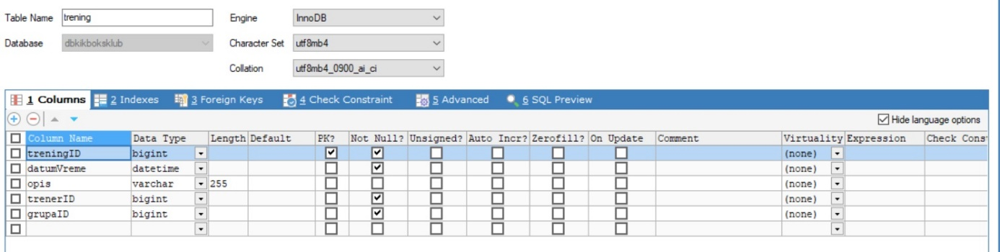 Table Name trening Engine InnoDB
Database dbkikboksklub Character Set utf8mb4
Collation utf8mb4_0900_ai_ci
1 Columns 2 Indexes 3 Foreign Keys 4 Check Constraint 5 Advanced 6 SQL Preview
Hide language options
Column Name Data Type Length Default PK? Not Null? Unsigned? Auto Incr? Zerofill? On Update Comment Virtuality Expression Check Cons
treningID bigint (none)
datumVreme datetime (none)
opis varchar 255 (none)
trenerID bigint (none)
grupaID bigint (none)